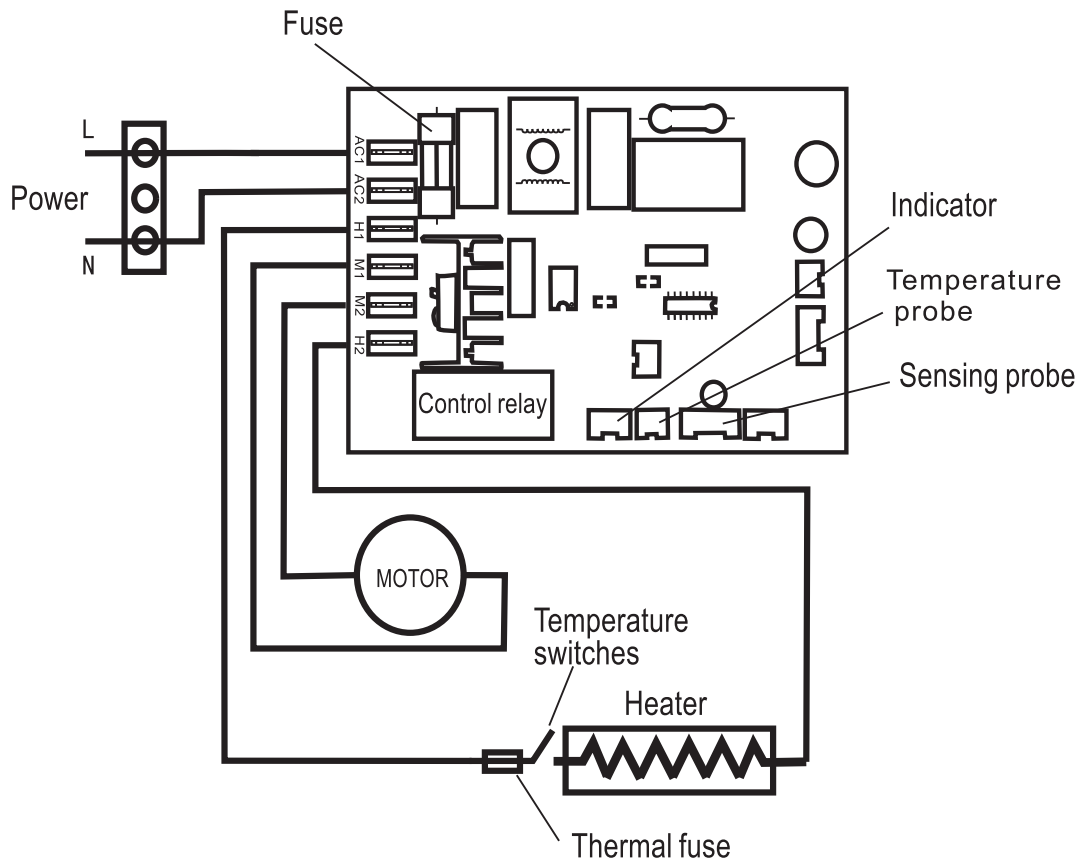 Fuse
L
Power
N
AC1
AC2
H1
M1
M2
H2
Indicator
Temperature
probe
Sensing probe
Control relay
MOTOR
Temperature
switches
Heater
Thermal fuse